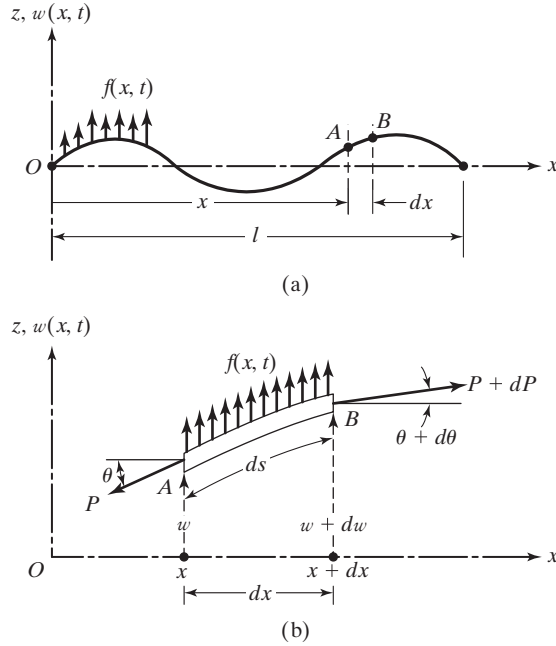 z, w(x, t)
f(x, t)
A
B
O
x
x
dx
l
(a)
z, w(x, t)
f(x, t)
P + dP
B
θ + dθ
θ
ds
A
P
w
w + dw
O
x
x + dx
x
dx
(b)